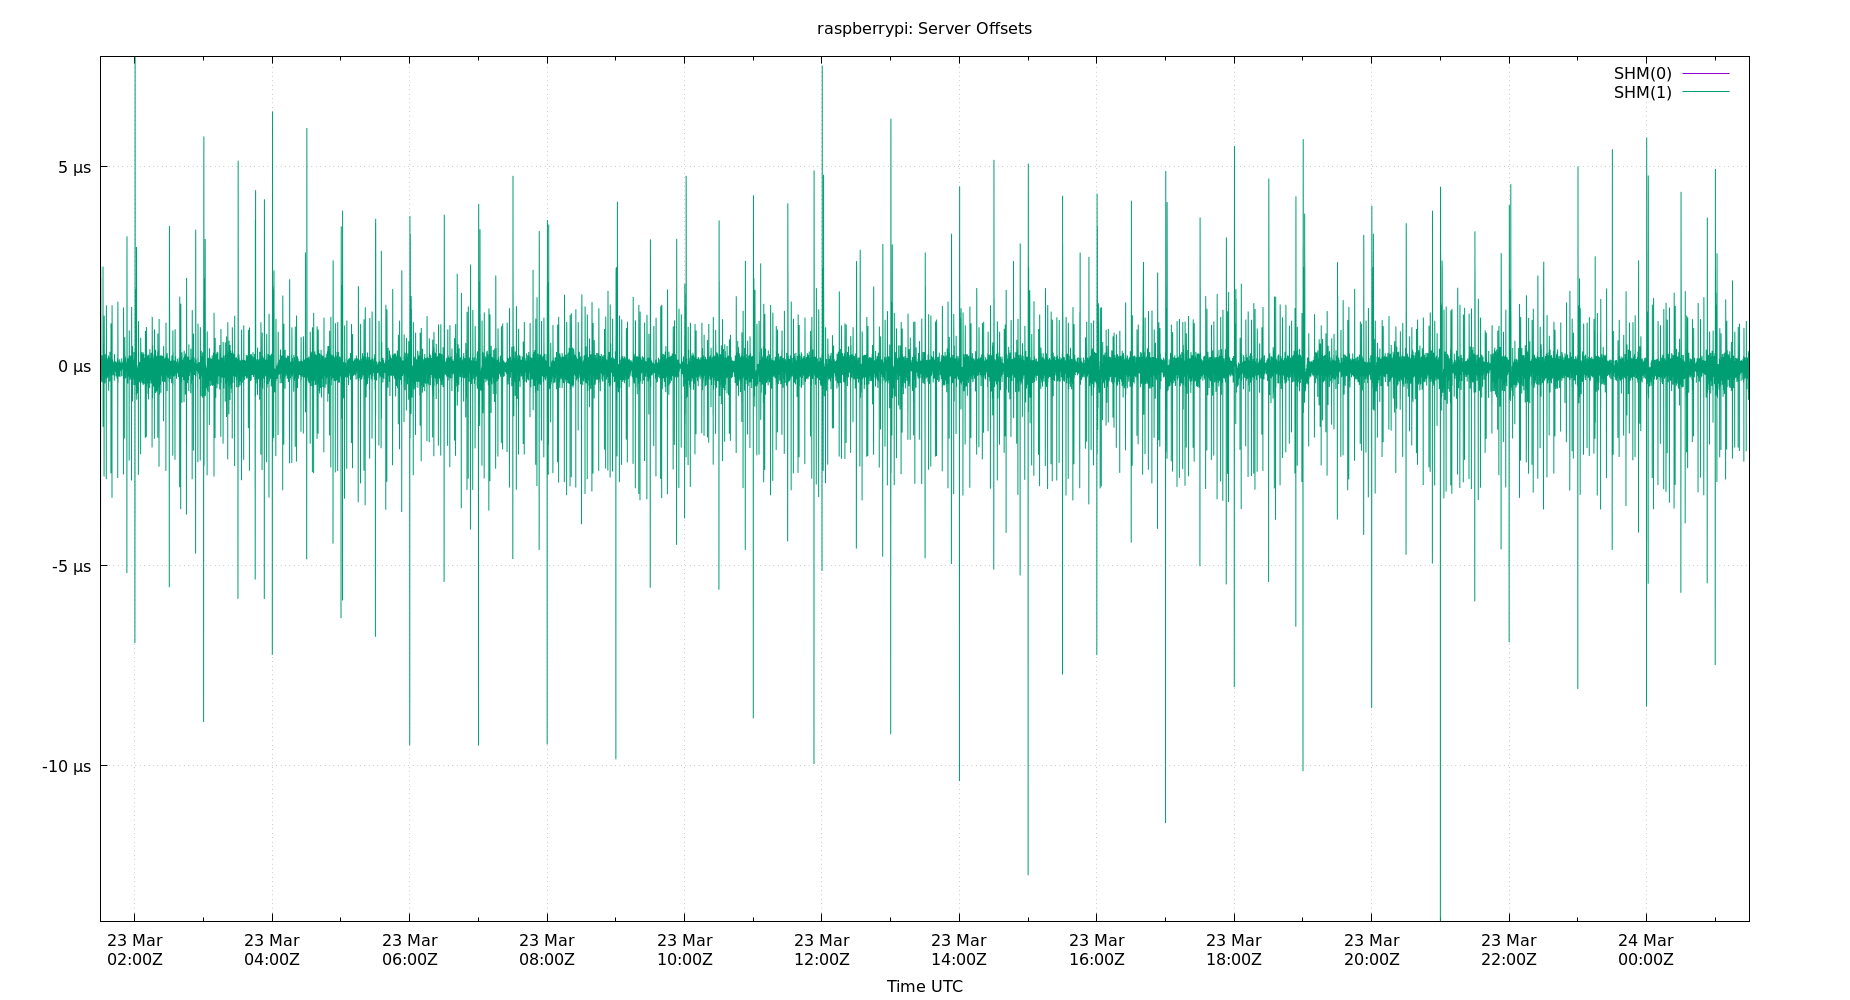 raspberrypi: Server Offsets
SHM(0)
SHM(1)
5 µs
0 µs
-5 µs
-10 µs
23 Mar 23 Mar 23 Mar 23 Mar 23 Mar 23 Mar 23 Mar 23 Mar 23 Mar 23 Mar 23 Mar 24 Mar
02:00Z 04:00Z 06:00Z 08:00Z 10:00Z 12:00Z 14:00Z 16:00Z 18:00Z 20:00Z 22:00Z 00:00Z
Time UTC